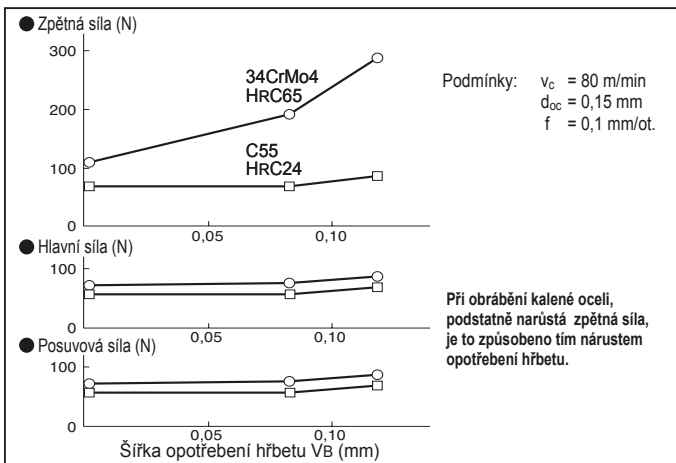 ● Zpětná síla (N)
300
200
100
0
34CrMo4
HRC65
C55
HRC24
0,05 0,10
Podmínky: vc = 80 m/min
doc = 0,15 mm
f = 0,1 mm/ot.
● Hlavní síla (N)
100
0
0,05 0,10
● Posuvová síla (N)
100
0
0,05 0,10
Šířka opotřebení hřbetu VB (mm)
Při obrábění kalené oceli,
podstatně narůstá zpětná síla,
je to způsobeno tím nárustem
opotřebení hřbetu.